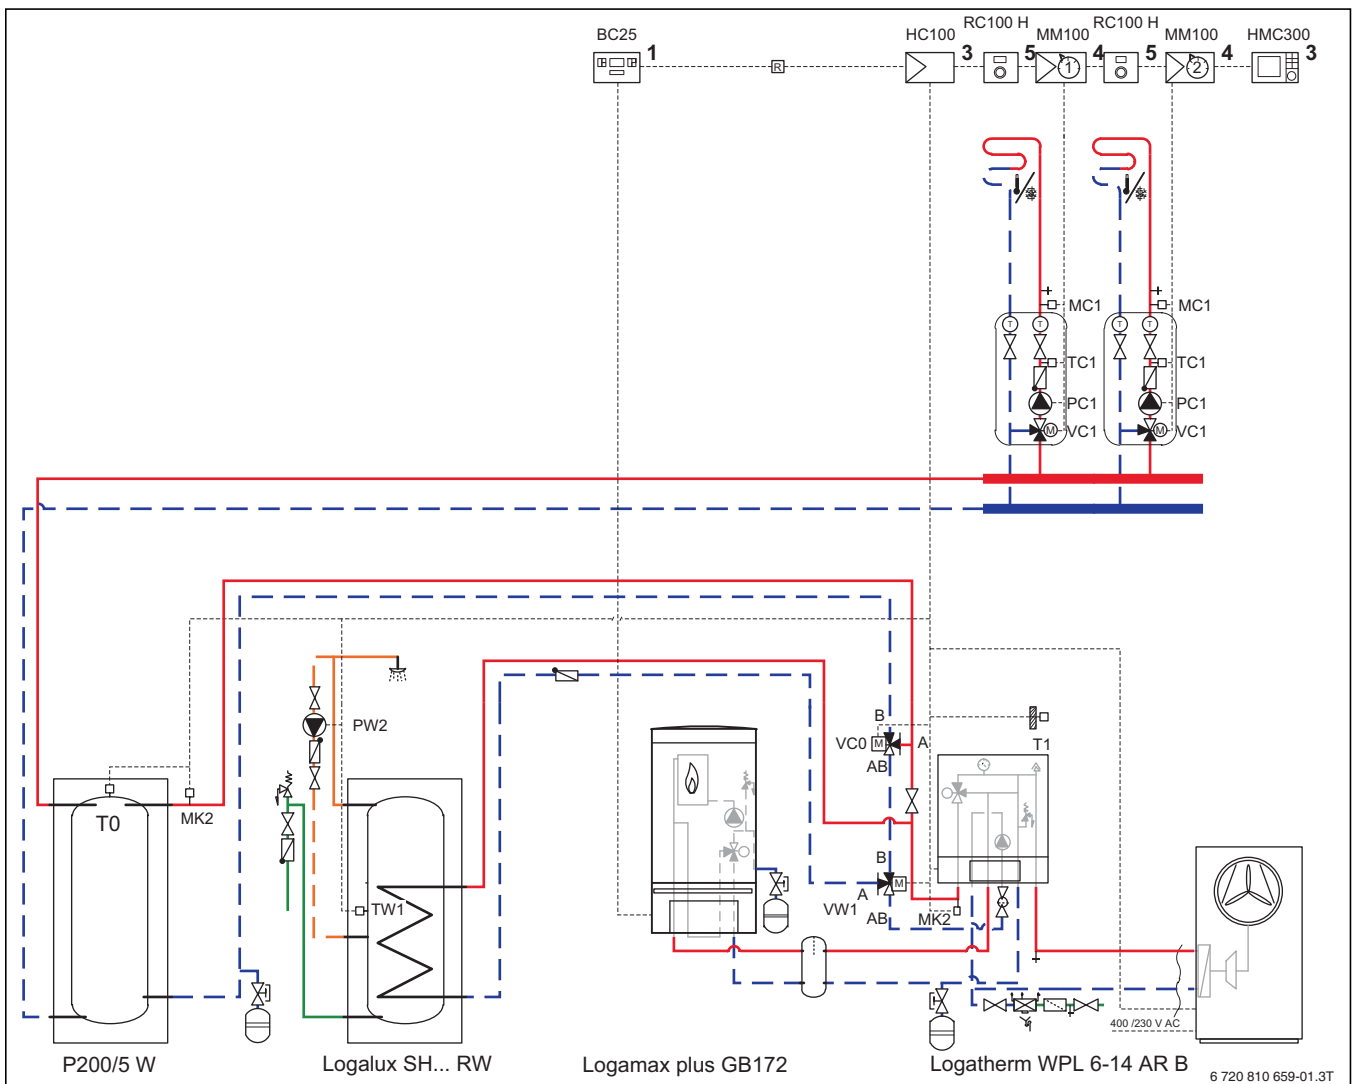 BC25 1
HC100 3
RC100 H 5
MM100 4
RC100 H 5
MM100 4
HMC300 3
R
1
2
MC1
MC1
T T
T T
TC1
TC1
PC1
PC1
M VC1
M VC1
B
VC0 M A
AB
T1
PW2
T0
MK2
TW1
B
M
A
VW1
AB
MK2
400 /230 V AC
P200/5 W
Logalux SH... RW
Logamax plus GB172
Logatherm WPL 6-14 AR B
6 720 810 659-01.3T